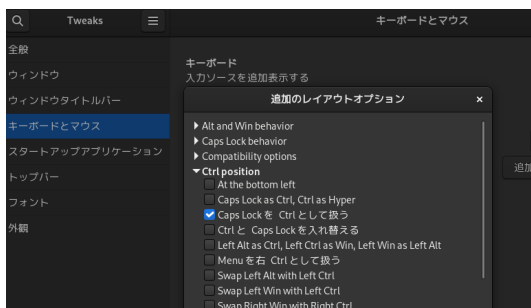 Tweaks
キーボードとマウス
全般
ウィンドウ
ウィンドウタイトルバー
キーボードとマウス
スタートアップアプリケーション
トップバー
フォント
外観
キーボード
入力ソースを追加表示する
追加のレイアウトオプション
×
Alt and Win behavior
Caps Lock behavior
Compatibility options
Ctrl position
At the bottom left
Caps Lock as Ctrl, Ctrl as Hyper
Caps Lock を Ctrl として扱う
Ctrl と Caps Lock を入れ替える
Left Alt as Ctrl, Left Ctrl as Win, Left Win as Left Alt
Menu を右 Ctrl として扱う
Swap Left Alt with Left Ctrl
Swap Left Win with Left Ctrl
Swap Right Win with Right Ctrl
追加